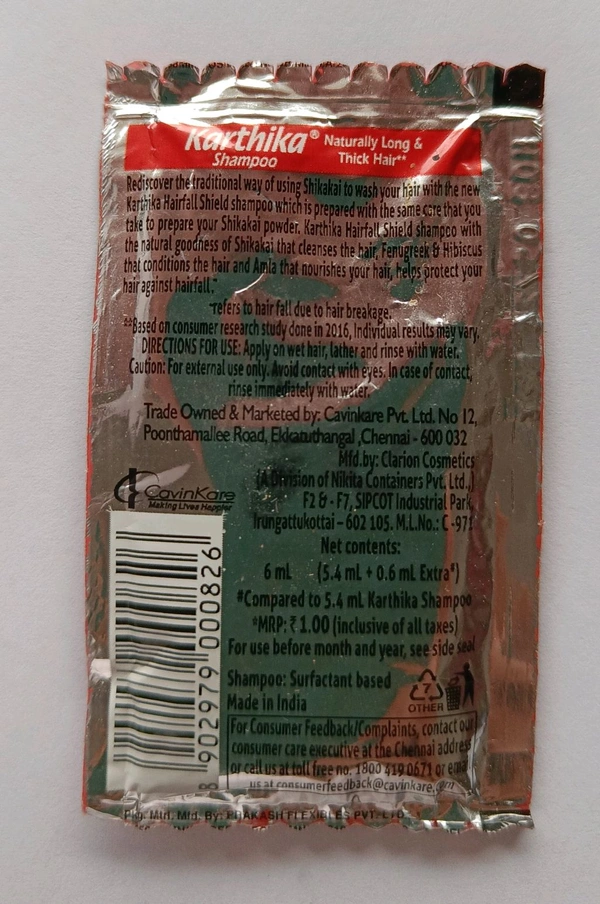 Karthika® Naturally Long &
Shampoo Thick Hair**
Rediscover the traditional way of using Shikakai to wash your hair with the new
Karthika Hairfall Shield shampoo which is prepared with the same care that you
take to prepare your Shikakai powder. Karthika Hairfall Shield shampoo with
the natural goodness of Shikakai that cleanses the hair, Fenugreek & Hibiscus
that conditions the hair and Amla that nourishes your hair, helps protect your
hair against hairfall.~
~refers to hair fall due to hair breakage.
**Based on consumer research study done in 2016, Individual results may vary.
DIRECTIONS FOR USE: Apply on wet hair, lather and rinse with water.
Caution: For external use only. Avoid contact with eyes. In case of contact,
rinse immediately with water.
Trade Owned & Marketed by: Cavinkare Pvt. Ltd. No 12,
Poonthamallee Road, Ekkatuthangal ,Chennai - 600 032
Mfd.by: Clarion Cosmetics
(A Division of Nikita Containers Pvt. Ltd.,)
F2 & - F7, SIPCOT Industrial Park,
Irungattukottai – 602 105. M.L.No.: C -971
CavinKare
Making Lives Happier
Net contents:
6 mL (5.4 mL + 0.6 mL Extra#)
#Compared to 5.4 mL Karthika Shampoo
*MRP: ₹ 1.00 (inclusive of all taxes)
For use before month and year, see side seal
Shampoo: Surfactant based
Made in India
7
OTHER
For Consumer Feedback/Complaints, contact our
consumer care executive at the Chennai address
or call us at toll free no. 1800 419 0671 or email
us at consumerfeedback@cavinkare.com
8 902979 000826
Pkg. Mtrl. Mfd. By: PRAKASH FLEXIBLES PVT. LTD